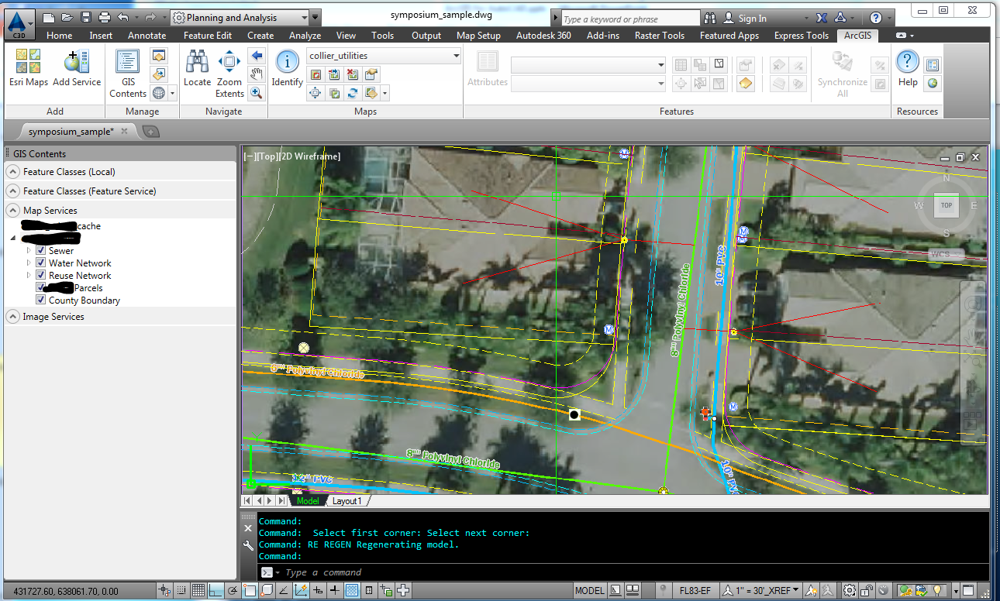 Planning and Analysis
symposium_sample.dwg
Type a keyword or phrase
Sign In
C3D
Home Insert Annotate Feature Edit Create Analyze View Tools Output Map Setup Autodesk 360 Add-ins Raster Tools Featured Apps Express Tools ArcGIS
Esri Maps
Add Service
GIS Contents
Locate
Zoom Extents
Identify
collier_utilities
Attributes
Synchronize All
Help
Add Manage Navigate Maps Features Resources
symposium_sample*
GIS Contents
Feature Classes (Local)
Feature Classes (Feature Service)
Map Services
cache
Sewer
Water Network
Reuse Network
Parcels
County Boundary
Image Services
[−][Top][2D Wireframe]
N
W TOP E
S
WCS
M
M
M
M
10" PVC
8"" Polyvinyl Chloride
6"" Polyvinyl Chloride
8"" Polyvinyl Chloride
12" PVC
10" PVC
Model Layout1
Command:
Command: Select first corner: Select next corner:
Command: RE REGEN Regenerating model.
Command:
Type a command
431727.60, 638061.70, 0.00
MODEL
FL83-EF
1" = 30'_XREF